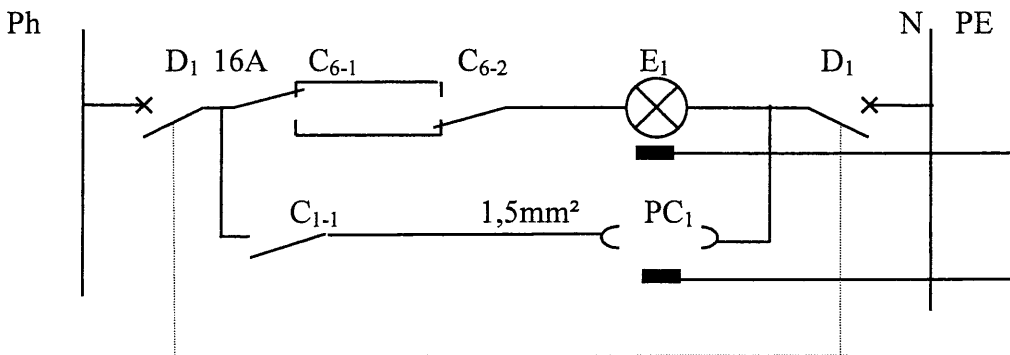 Ph N PE
D₁ 16A C₆₋₁ C₆₋₂ E₁ D₁
C₁₋₁ 1,5mm² PC₁